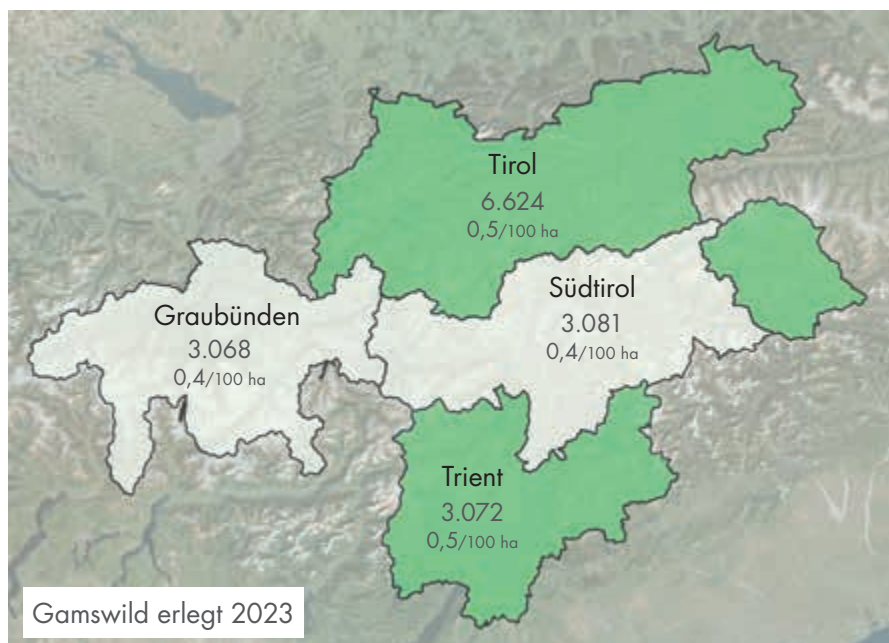 Tirol
6.624
0,5/100 ha
Graubünden
3.068
0,4/100 ha
Südtirol
3.081
0,4/100 ha
Trient
3.072
0,5/100 ha
Gamswild erlegt 2023